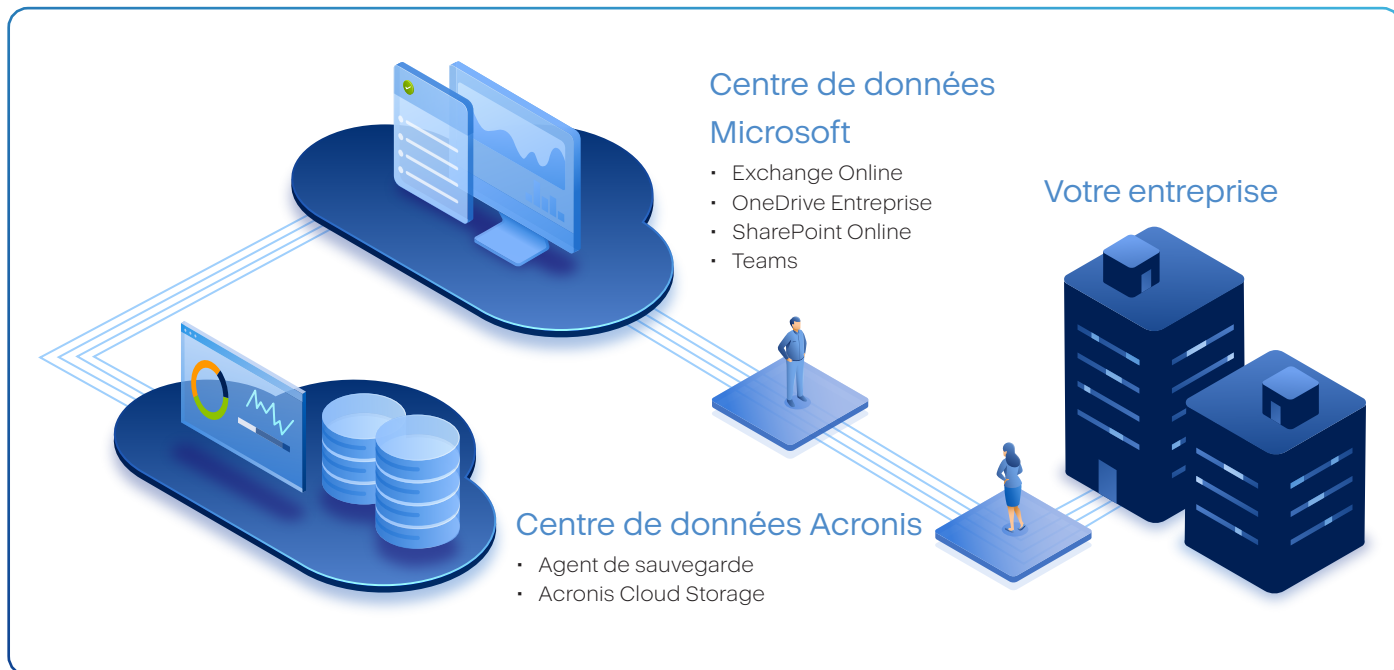 Centre de données
Microsoft
• Exchange Online
• OneDrive Entreprise
• SharePoint Online
• Teams
Votre entreprise
Centre de données Acronis
• Agent de sauvegarde
• Acronis Cloud Storage